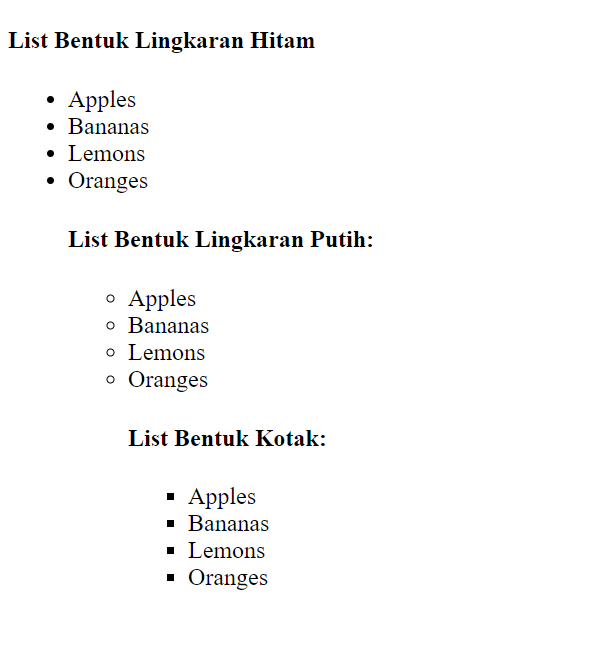 List Bentuk Lingkaran Hitam
• Apples
• Bananas
• Lemons
• Oranges
List Bentuk Lingkaran Putih:
◦ Apples
◦ Bananas
◦ Lemons
◦ Oranges
List Bentuk Kotak:
▪ Apples
▪ Bananas
▪ Lemons
▪ Oranges